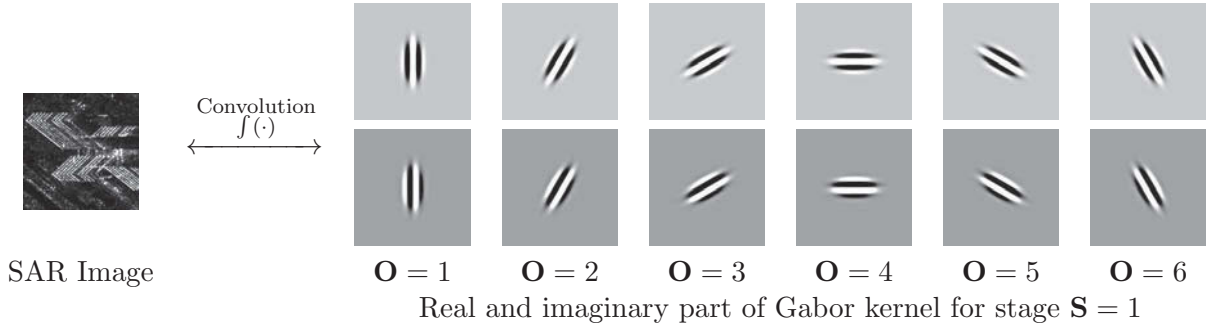 Convolution
∫(·)
SAR Image
O = 1
O = 2
O = 3
O = 4
O = 5
O = 6
Real and imaginary part of Gabor kernel for stage S = 1